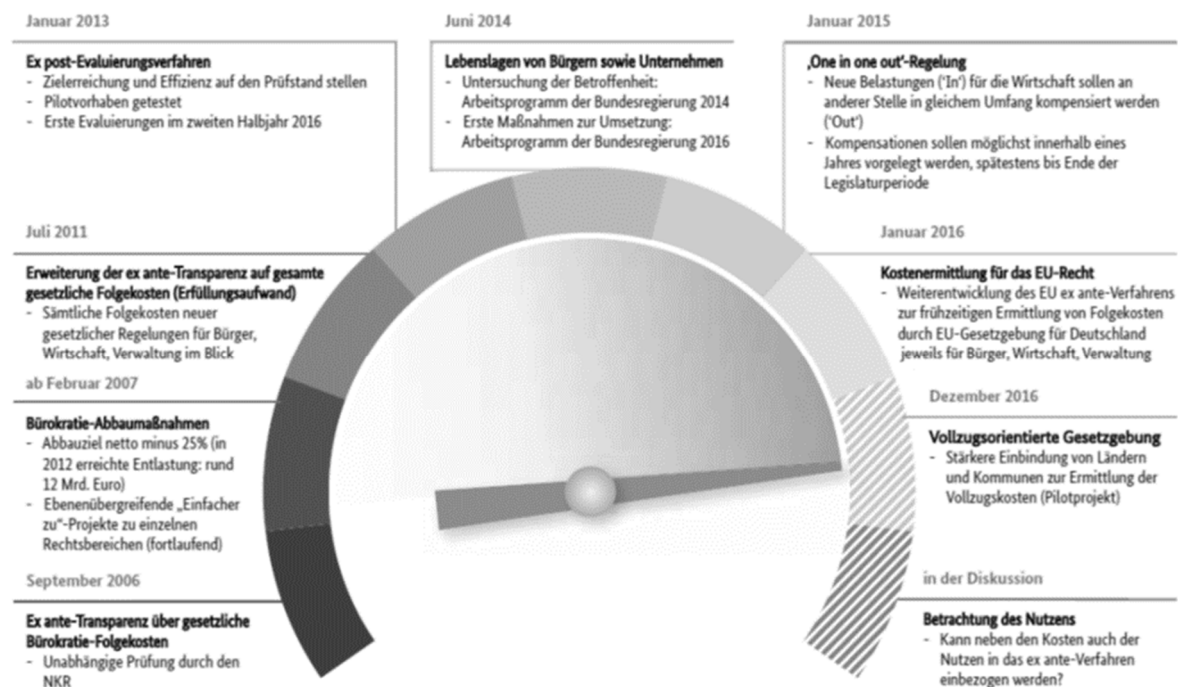 Januar 2013
Ex post-Evaluierungsverfahren
- Zielerreichung und Effizienz auf den Prüfstand stellen
- Pilotvorhaben getestet
- Erste Evaluierungen im zweiten Halbjahr 2016
Juni 2014
Lebenslagen von Bürgern sowie Unternehmen
- Untersuchung der Betroffenheit:
Arbeitsprogramm der Bundesregierung 2014
- Erste Maßnahmen zur Umsetzung:
Arbeitsprogramm der Bundesregierung 2016
Januar 2015
‚One in one out‘-Regelung
- Neue Belastungen (‘In‘) für die Wirtschaft sollen an
anderer Stelle in gleichem Umfang kompensiert werden
(‘Out‘)
- Kompensationen sollen möglichst innerhalb eines
Jahres vorgelegt werden, spätestens bis Ende der
Legislaturperiode
Juli 2011
Erweiterung der ex ante-Transparenz auf gesamte
gesetzliche Folgekosten (Erfüllungsaufwand)
- Sämtliche Folgekosten neuer
gesetzlicher Regelungen für Bürger,
Wirtschaft, Verwaltung im Blick
Januar 2016
Kostenermittlung für das EU-Recht
- Weiterentwicklung des EU ex ante-Verfahrens
zur frühzeitigen Ermittlung von Folgekosten
durch EU-Gesetzgebung für Deutschland
jeweils für Bürger, Wirtschaft, Verwaltung
ab Februar 2007
Bürokratie-Abbaumaßnahmen
- Abbauziel netto minus 25% (in
2012 erreichte Entlastung: rund
12 Mrd. Euro)
- Ebenenübergreifende „Einfacher
zu“-Projekte zu einzelnen
Rechtsbereichen (fortlaufend)
Dezember 2016
Vollzugsorientierte Gesetzgebung
- Stärkere Einbindung von Ländern
und Kommunen zur Ermittlung der
Vollzugskosten (Pilotprojekt)
September 2006
Ex ante-Transparenz über gesetzliche
Bürokratie-Folgekosten
- Unabhängige Prüfung durch den
NKR
in der Diskussion
Betrachtung des Nutzens
- Kann neben den Kosten auch der
Nutzen in das ex ante-Verfahren
einbezogen werden?